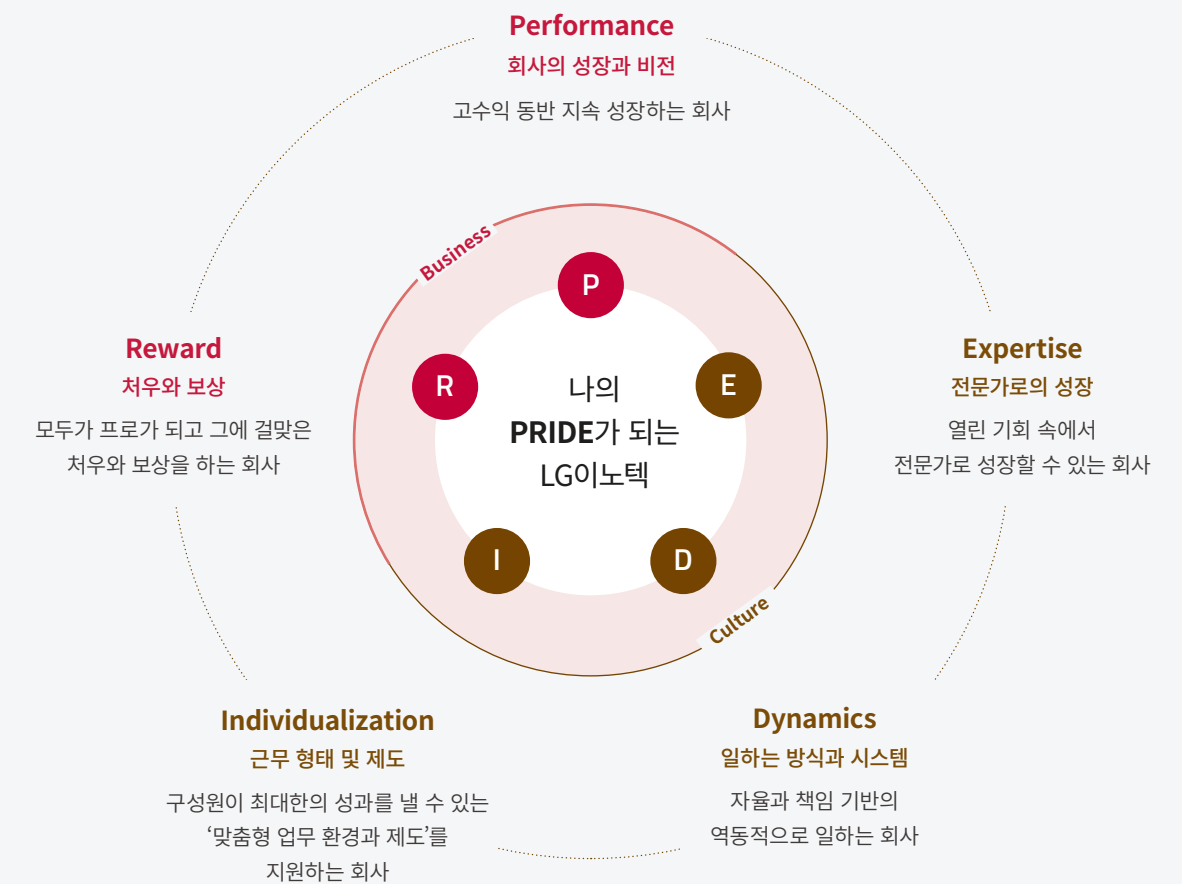 Performance
회사의 성장과 비전
고수익 동반 지속 성장하는 회사
Business
P
R
E
I
D
나의
PRIDE가 되는
LG이노텍
Culture
Reward
처우와 보상
모두가 프로가 되고 그에 걸맞은
처우와 보상을 하는 회사
Expertise
전문가로의 성장
열린 기회 속에서
전문가로 성장할 수 있는 회사
Individualization
근무 형태 및 제도
구성원이 최대한의 성과를 낼 수 있는
‘맞춤형 업무 환경과 제도’를
지원하는 회사
Dynamics
일하는 방식과 시스템
자율과 책임 기반의
역동적으로 일하는 회사